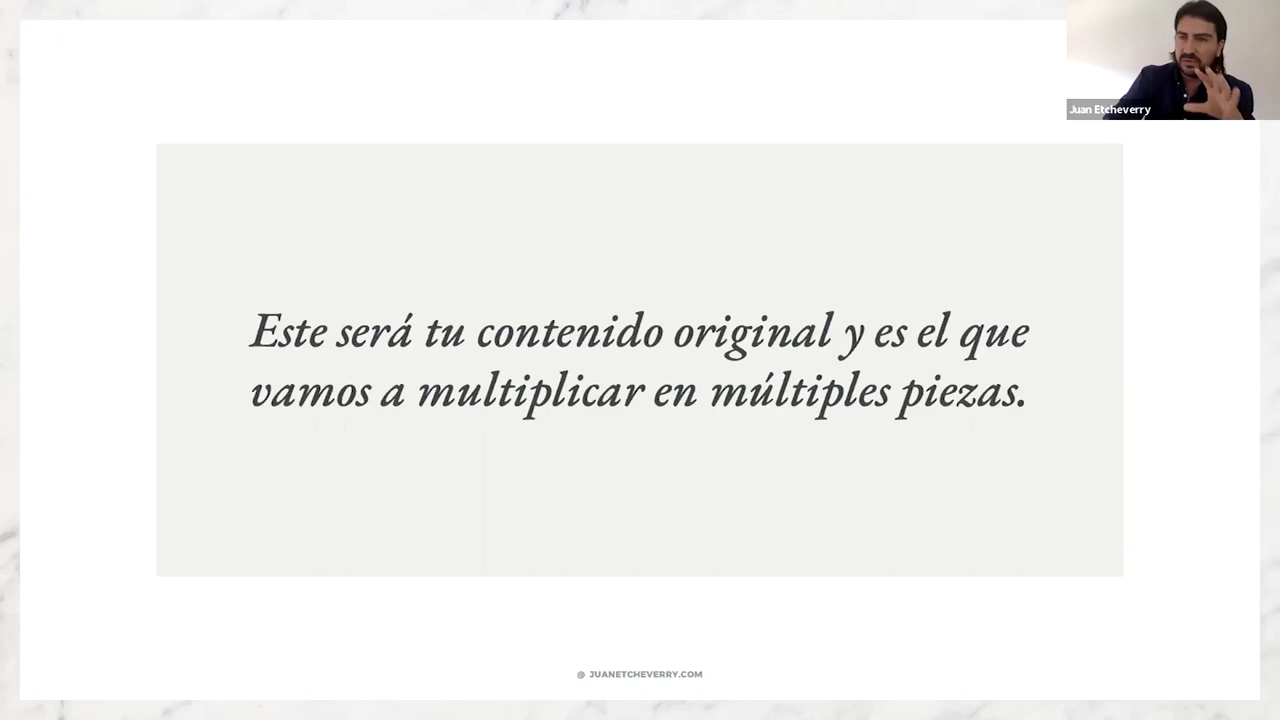 Juan Etcheverry
Este será tu contenido original y es el que
vamos a multiplicar en múltiples piezas.
@ JUANETCHEVERRY.COM